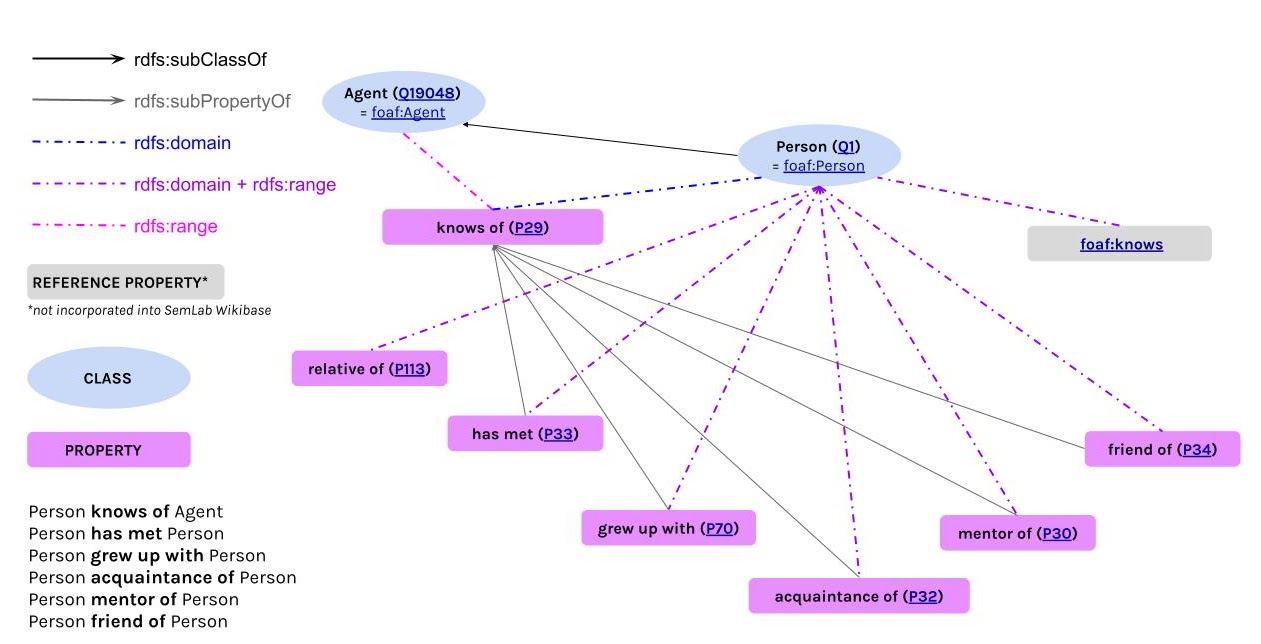 rdfs:subClassOf
rdfs:subPropertyOf
rdfs:domain
rdfs:domain + rdfs:range
rdfs:range
REFERENCE PROPERTY*
*not incorporated into SemLab Wikibase
CLASS
PROPERTY
Person knows of Agent
Person has met Person
Person grew up with Person
Person acquaintance of Person
Person mentor of Person
Person friend of Person
Agent (Q19048)
= foaf:Agent
Person (Q1)
= foaf:Person
knows of (P29)
foaf:knows
relative of (P113)
has met (P33)
friend of (P34)
grew up with (P70)
mentor of (P30)
acquaintance of (P32)